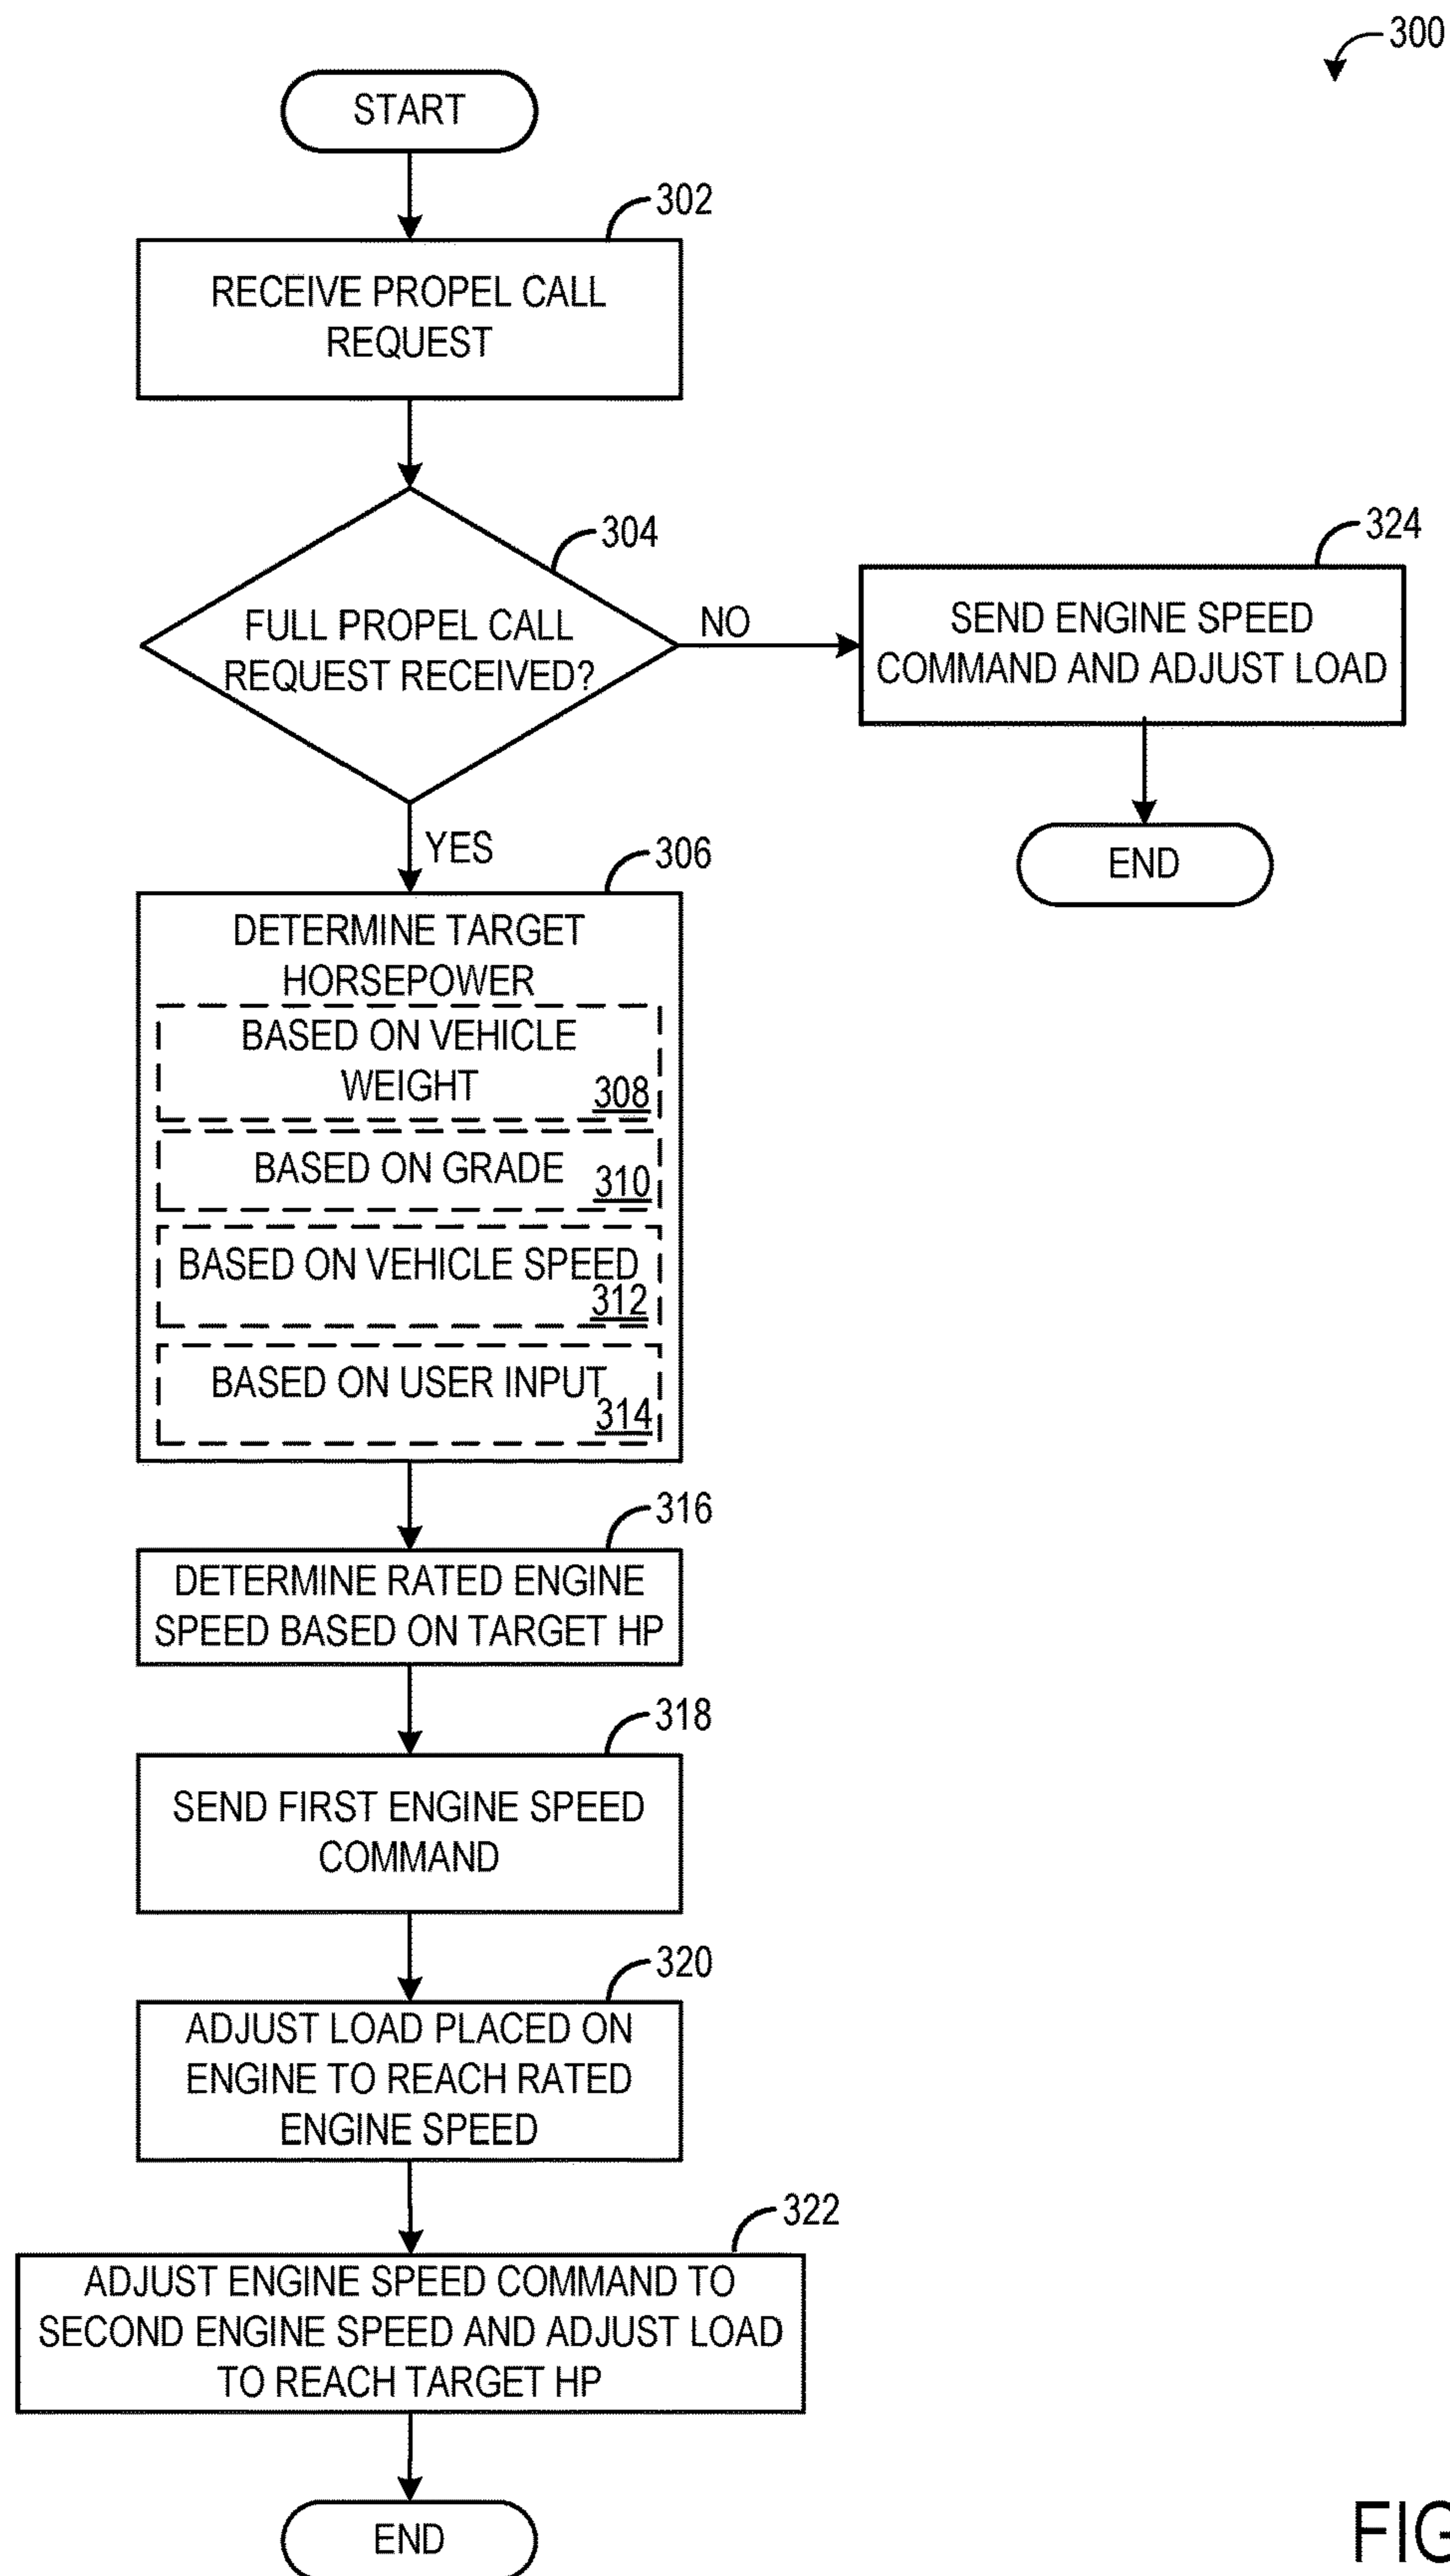 300
START
302
RECEIVE PROPEL CALL
REQUEST
304
FULL PROPEL CALL
REQUEST RECEIVED?
NO
324
SEND ENGINE SPEED
COMMAND AND ADJUST LOAD
END
YES
306
DETERMINE TARGET
HORSEPOWER
BASED ON VEHICLE
WEIGHT
308
BASED ON GRADE
310
BASED ON VEHICLE SPEED
312
BASED ON USER INPUT
314
316
DETERMINE RATED ENGINE
SPEED BASED ON TARGET HP
318
SEND FIRST ENGINE SPEED
COMMAND
320
ADJUST LOAD PLACED ON
ENGINE TO REACH RATED
ENGINE SPEED
322
ADJUST ENGINE SPEED COMMAND TO
SECOND ENGINE SPEED AND ADJUST LOAD
TO REACH TARGET HP
END
FIG